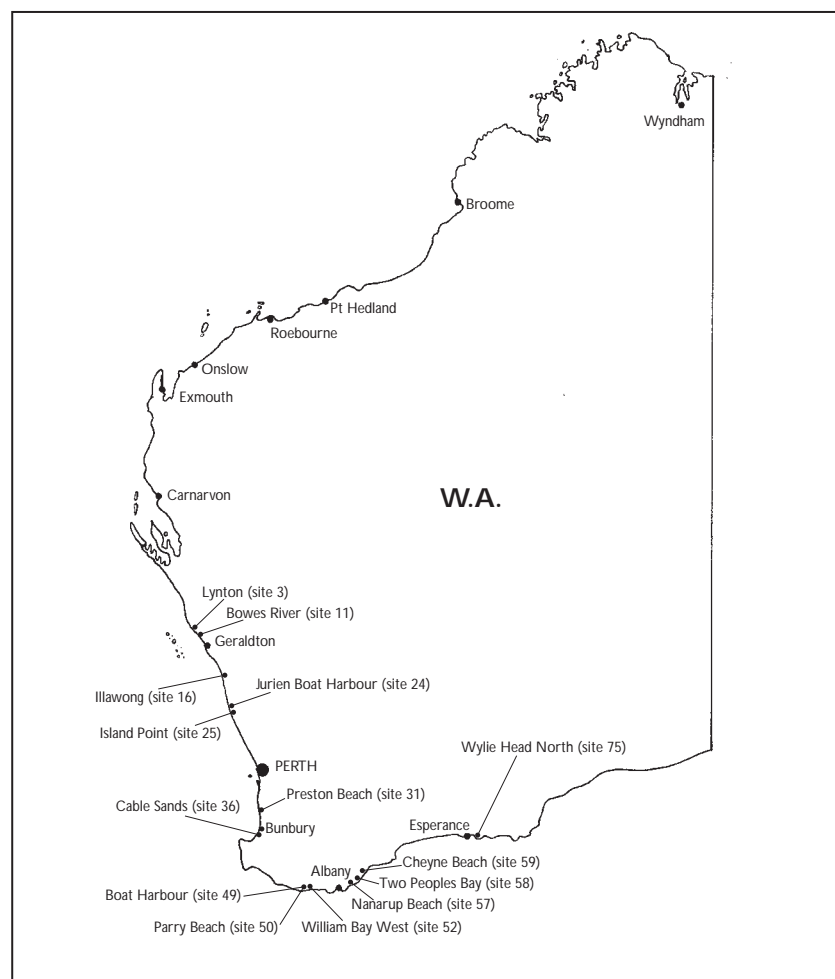 Wyndham
Broome
Pt Hedland
Roebourne
Onslow
Exmouth
Carnarvon
W.A.
Lynton (site 3)
Bowes River (site 11)
Geraldton
Illawong (site 16)
Jurien Boat Harbour (site 24)
Island Point (site 25)
Wylie Head North (site 75)
PERTH
Preston Beach (site 31)
Cable Sands (site 36)
Bunbury
Esperance
Cheyne Beach (site 59)
Albany
Two Peoples Bay (site 58)
Boat Harbour (site 49)
Nanarup Beach (site 57)
Parry Beach (site 50)
William Bay West (site 52)